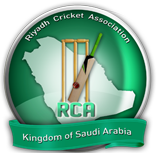 Riyadh Cricket Association
RCA
Kingdom of Saudi Arabia